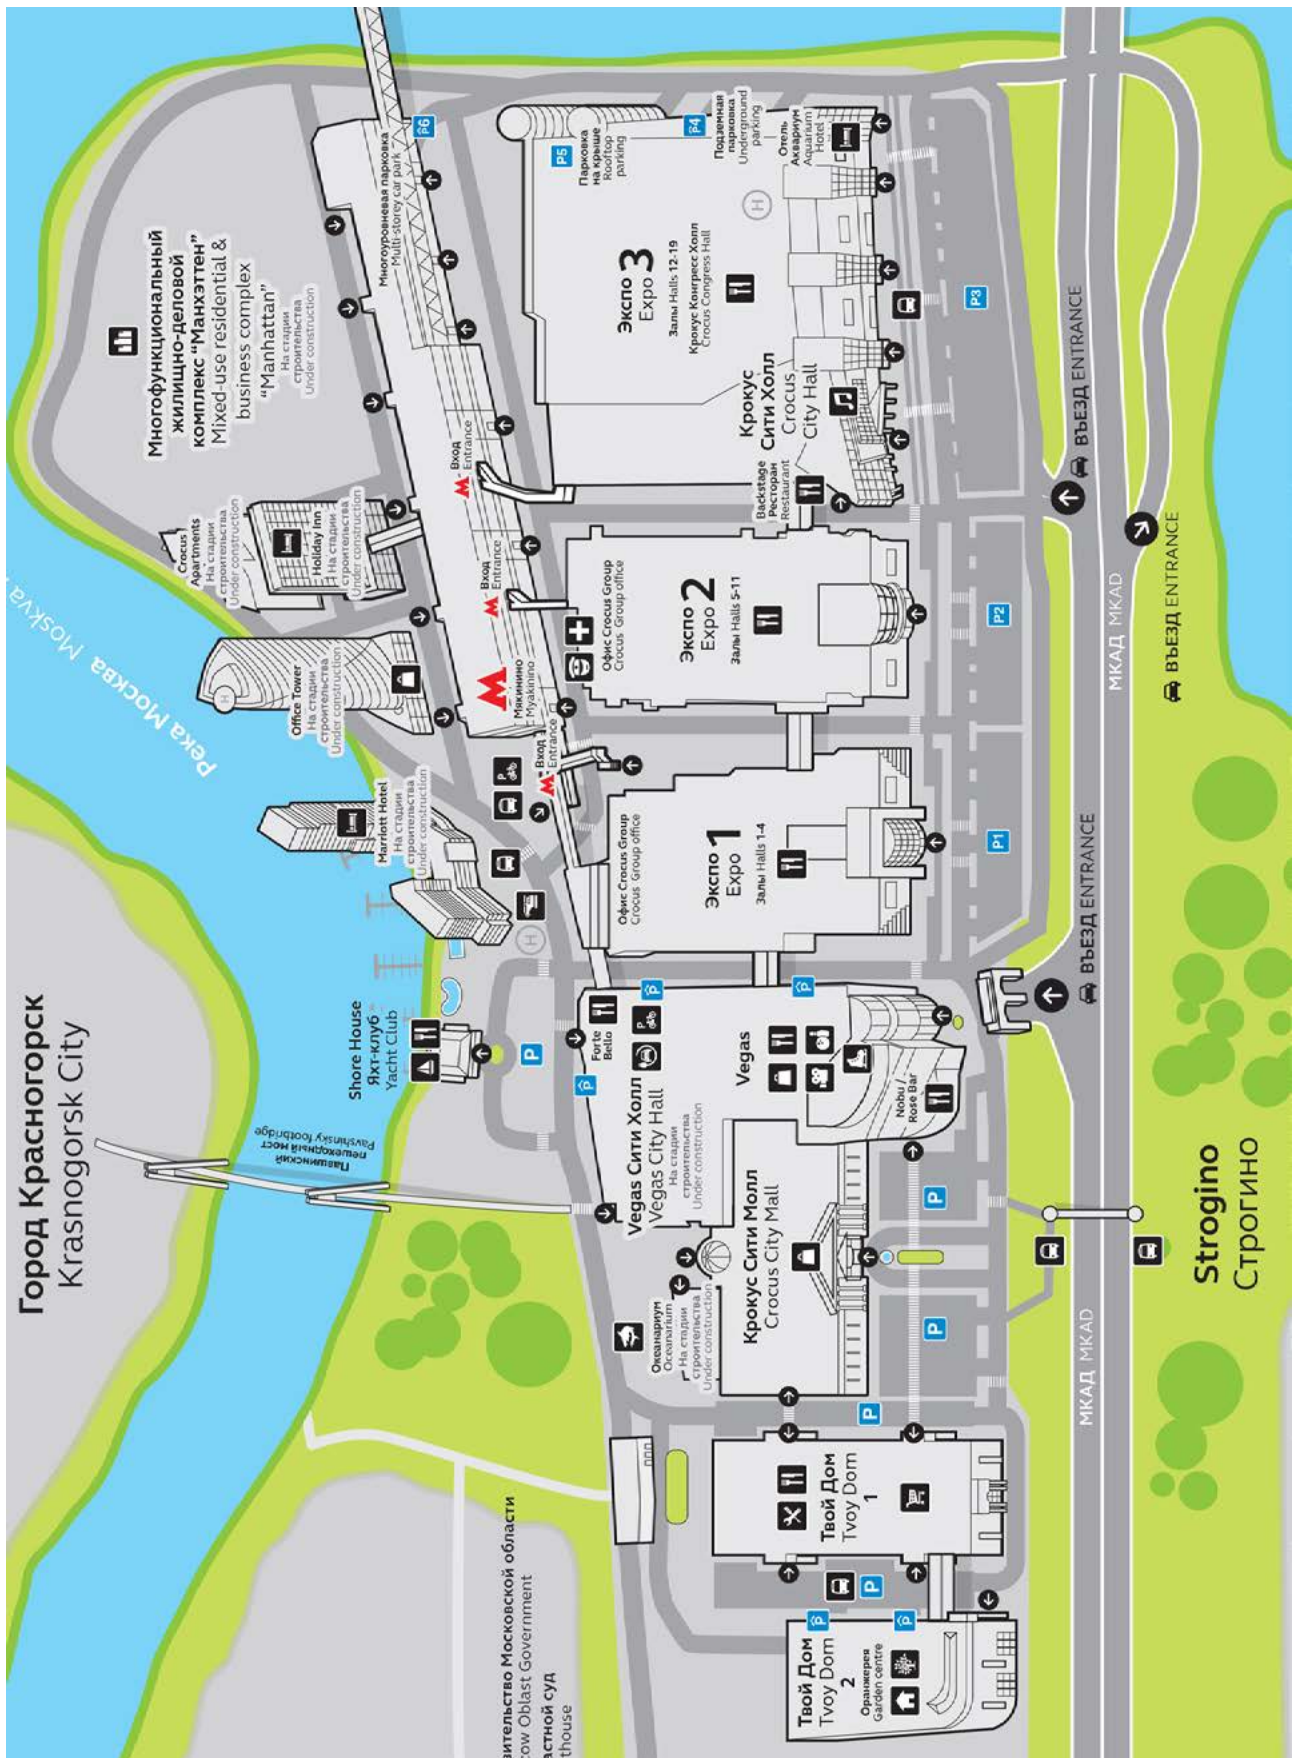 Город Красногорск
Krasnogorsk City
Река Москва Moskva
Павшинский
пешеходный мост
Pavshinsky footbridge
Shore House
Яхт-клуб
Yacht Club
Marriott Hotel
На стадии
строительства
Under construction
Office Tower
На стадии
строительства
Under construction
Crocus
Apartments
На стадии
строительства
Under construction
Holiday Inn
На стадии
строительства
Under construction
Многофункциональный
жилищно-деловой
комплекс “Манхэттен”
Mixed-use residential &
business complex
“Manhattan”
На стадии
строительства
Under construction
Многоуровневая парковка
Multi-storey car park
P6
Мякинино
Myakinino
Вход
Entrance
Вход
Entrance
Вход
Entrance
P
P
Forte
Bello
P
P
P
P
Vegas Сити Холл
Vegas City Hall
На стадии
строительства
Under construction
Vegas
Nobu /
Rose Bar
Океанариум
Oceanarium
На стадии
строительства
Under construction
Крокус Сити Молл
Crocus City Mall
Офис Crocus Group
Crocus Group office
Экспо 1
Expo
Залы Halls 1-4
Офис Crocus Group
Crocus Group office
Экспо 2
Expo
Залы Halls 5-11
Экспо 3
Expo
Залы Halls 12-19
Крокус Конгресс Холл
Crocus Congress Hall
P5
Парковка
на крыше
Rooftop
parking
P4
Подземная
парковка
Underground
parking
H
H
H
Отель
Аквариум
Aquarium
Hotel
Крокус
Сити Холл
Crocus
City Hall
Backstage
Ресторан
Restaurant
P1
P2
P3
P
P
P
P
P
P
Твой Дом
Tvoy Dom
1
Твой Дом
Tvoy Dom
2
Оранжерея
Garden centre
вительство Московской области
cow Oblast Government
астной суд
thouse
ВЪЕЗД ENTRANCE
ВЪЕЗД ENTRANCE
ВЪЕЗД ENTRANCE
МКАД MKAD
МКАД MKAD
Strogino
Строгино